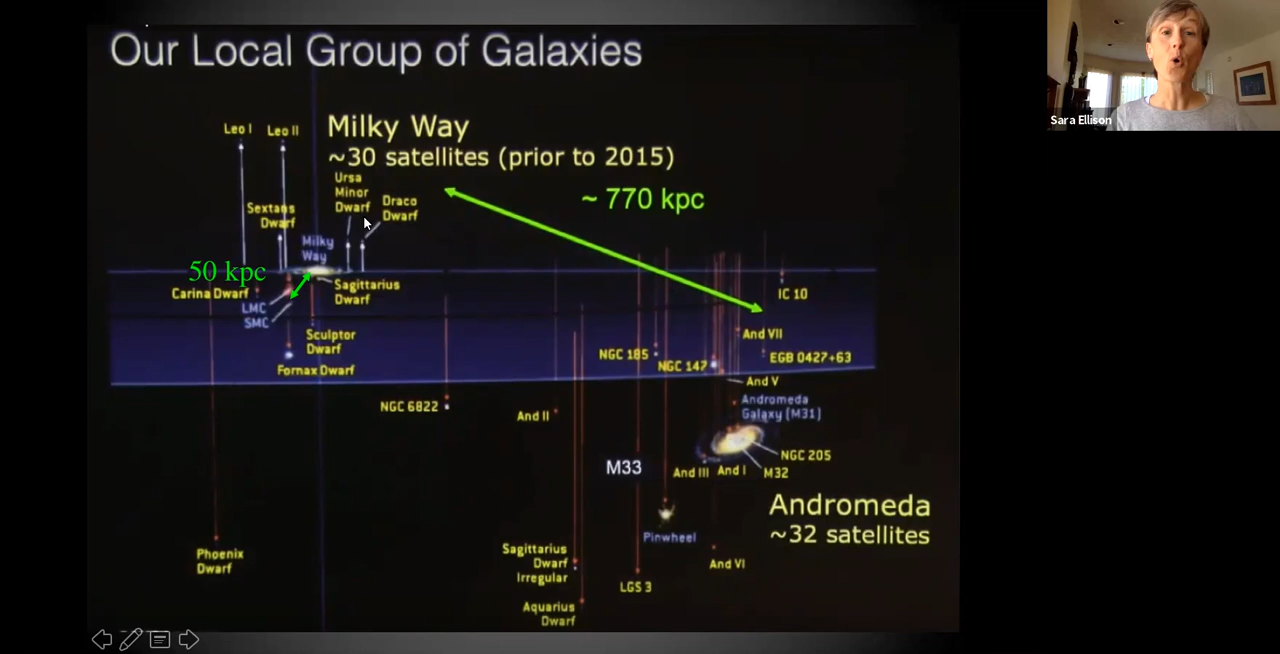 Our Local Group of Galaxies
Sara Ellison
Leo I
Leo II
Milky Way
~30 satellites (prior to 2015)
Ursa
Minor
Dwarf
Draco
Dwarf
~ 770 kpc
Sextans
Dwarf
Milky
Way
50 kpc
Carina Dwarf
LMC
SMC
Sagittarius
Dwarf
Sculptor
Dwarf
Fornax Dwarf
IC 10
And VII
NGC 185
NGC 147
EGB 0427+63
And V
NGC 6822
And II
Andromeda
Galaxy (M31)
M33
And III
And I
M32
NGC 205
Andromeda
~32 satellites
Pinwheel
Phoenix
Dwarf
Sagittarius
Dwarf
Irregular
LGS 3
And VI
Aquarius
Dwarf